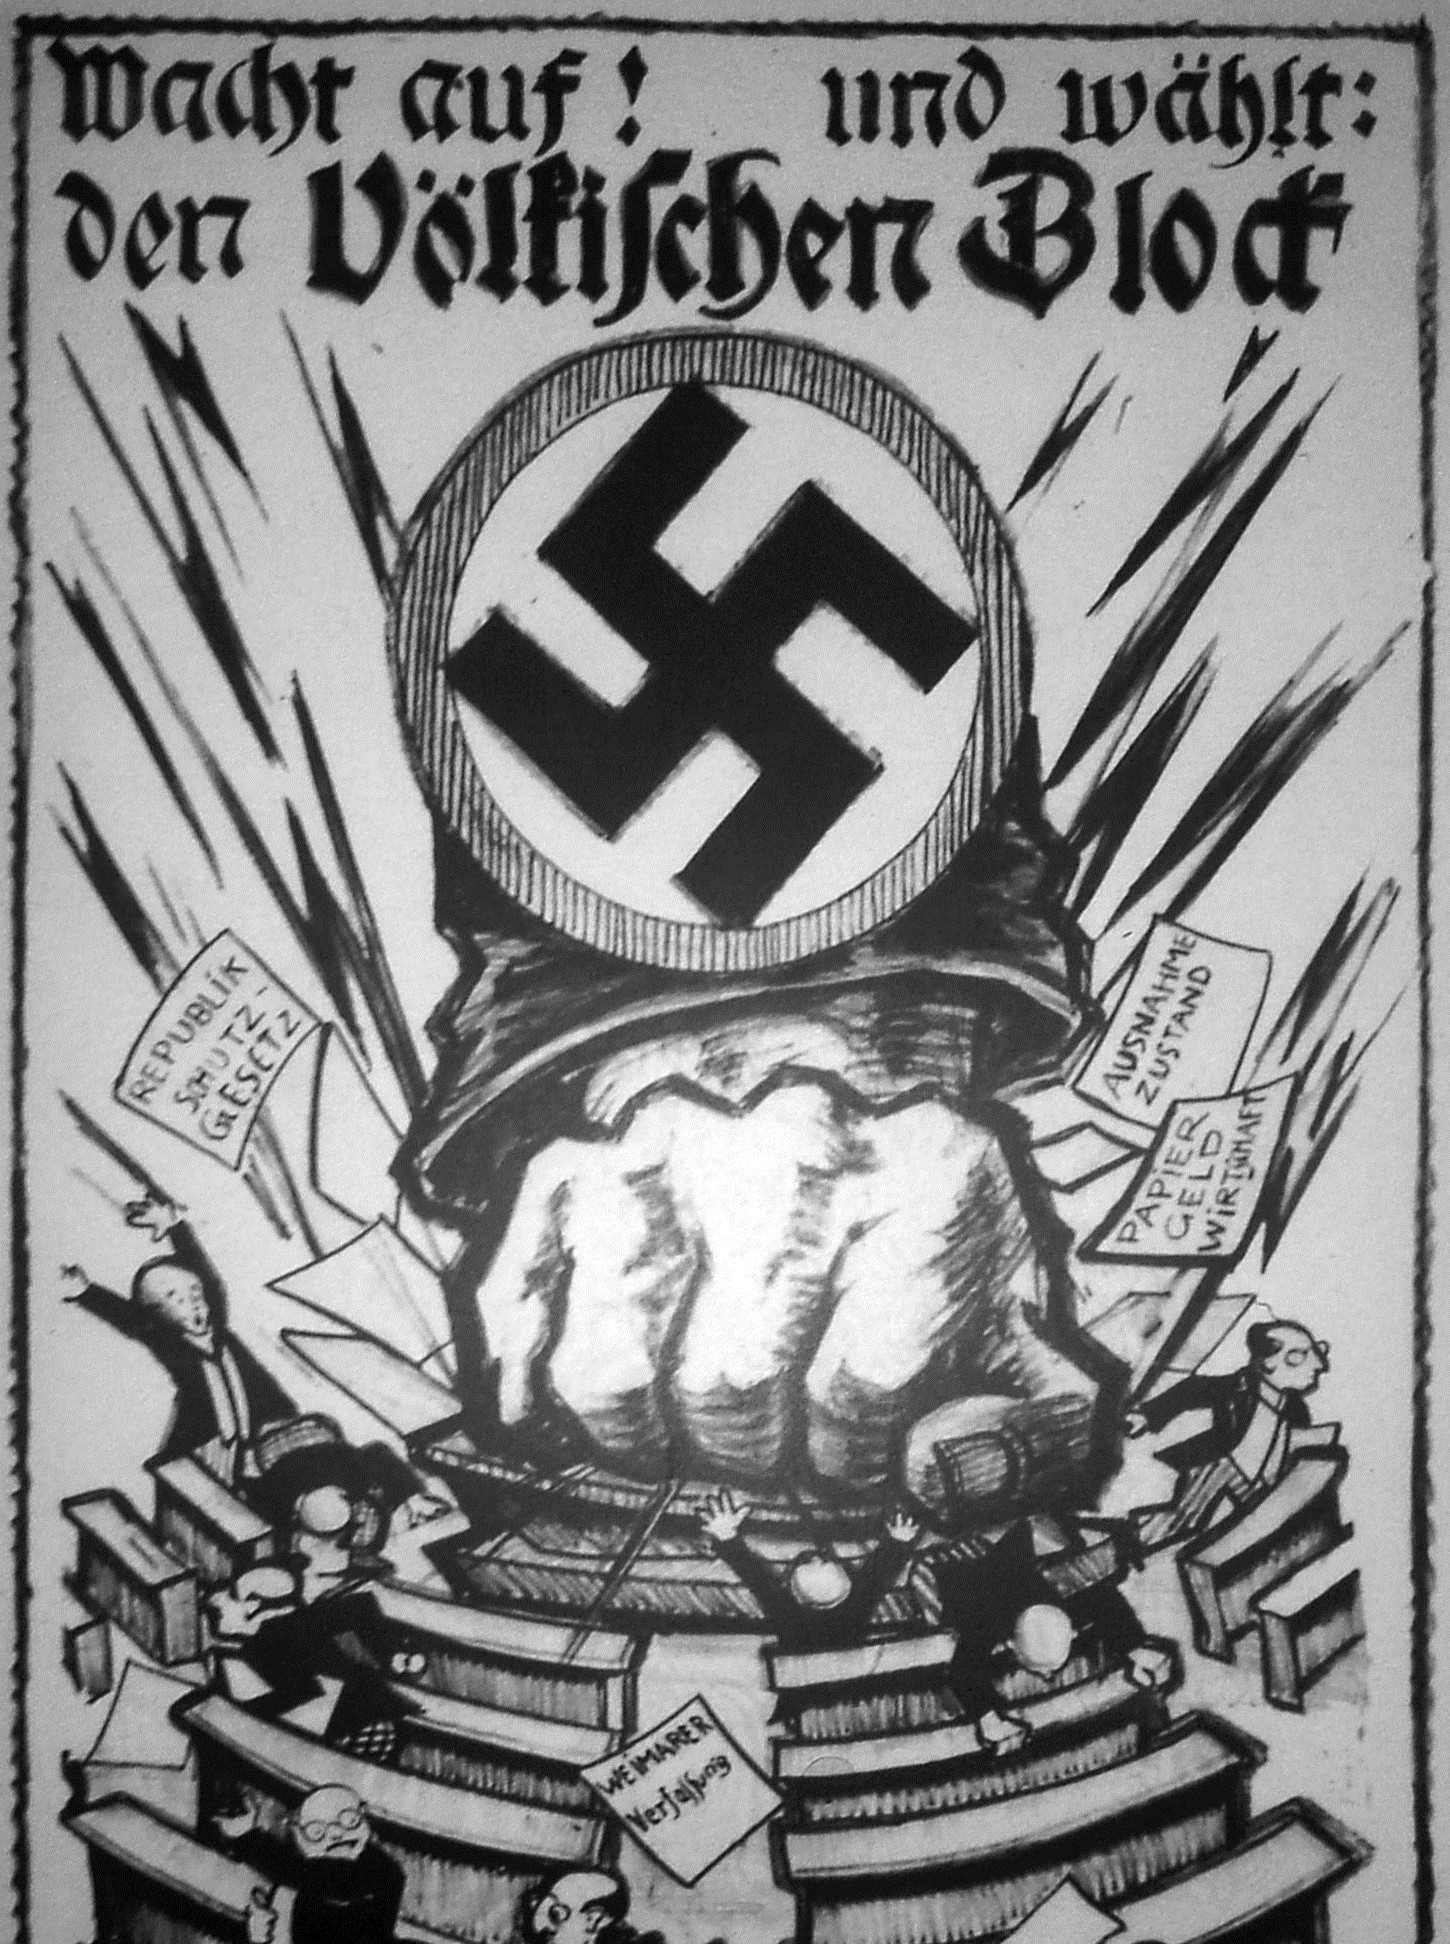 Wacht auf! und wählt:
den Völkischen Block
REPUBLIK
SCHUTZ-
GESETZ
AUSNAHME
ZUSTAND
PAPIER
GELD
WIRTSCHAFT
WEIMARER
Verfassung